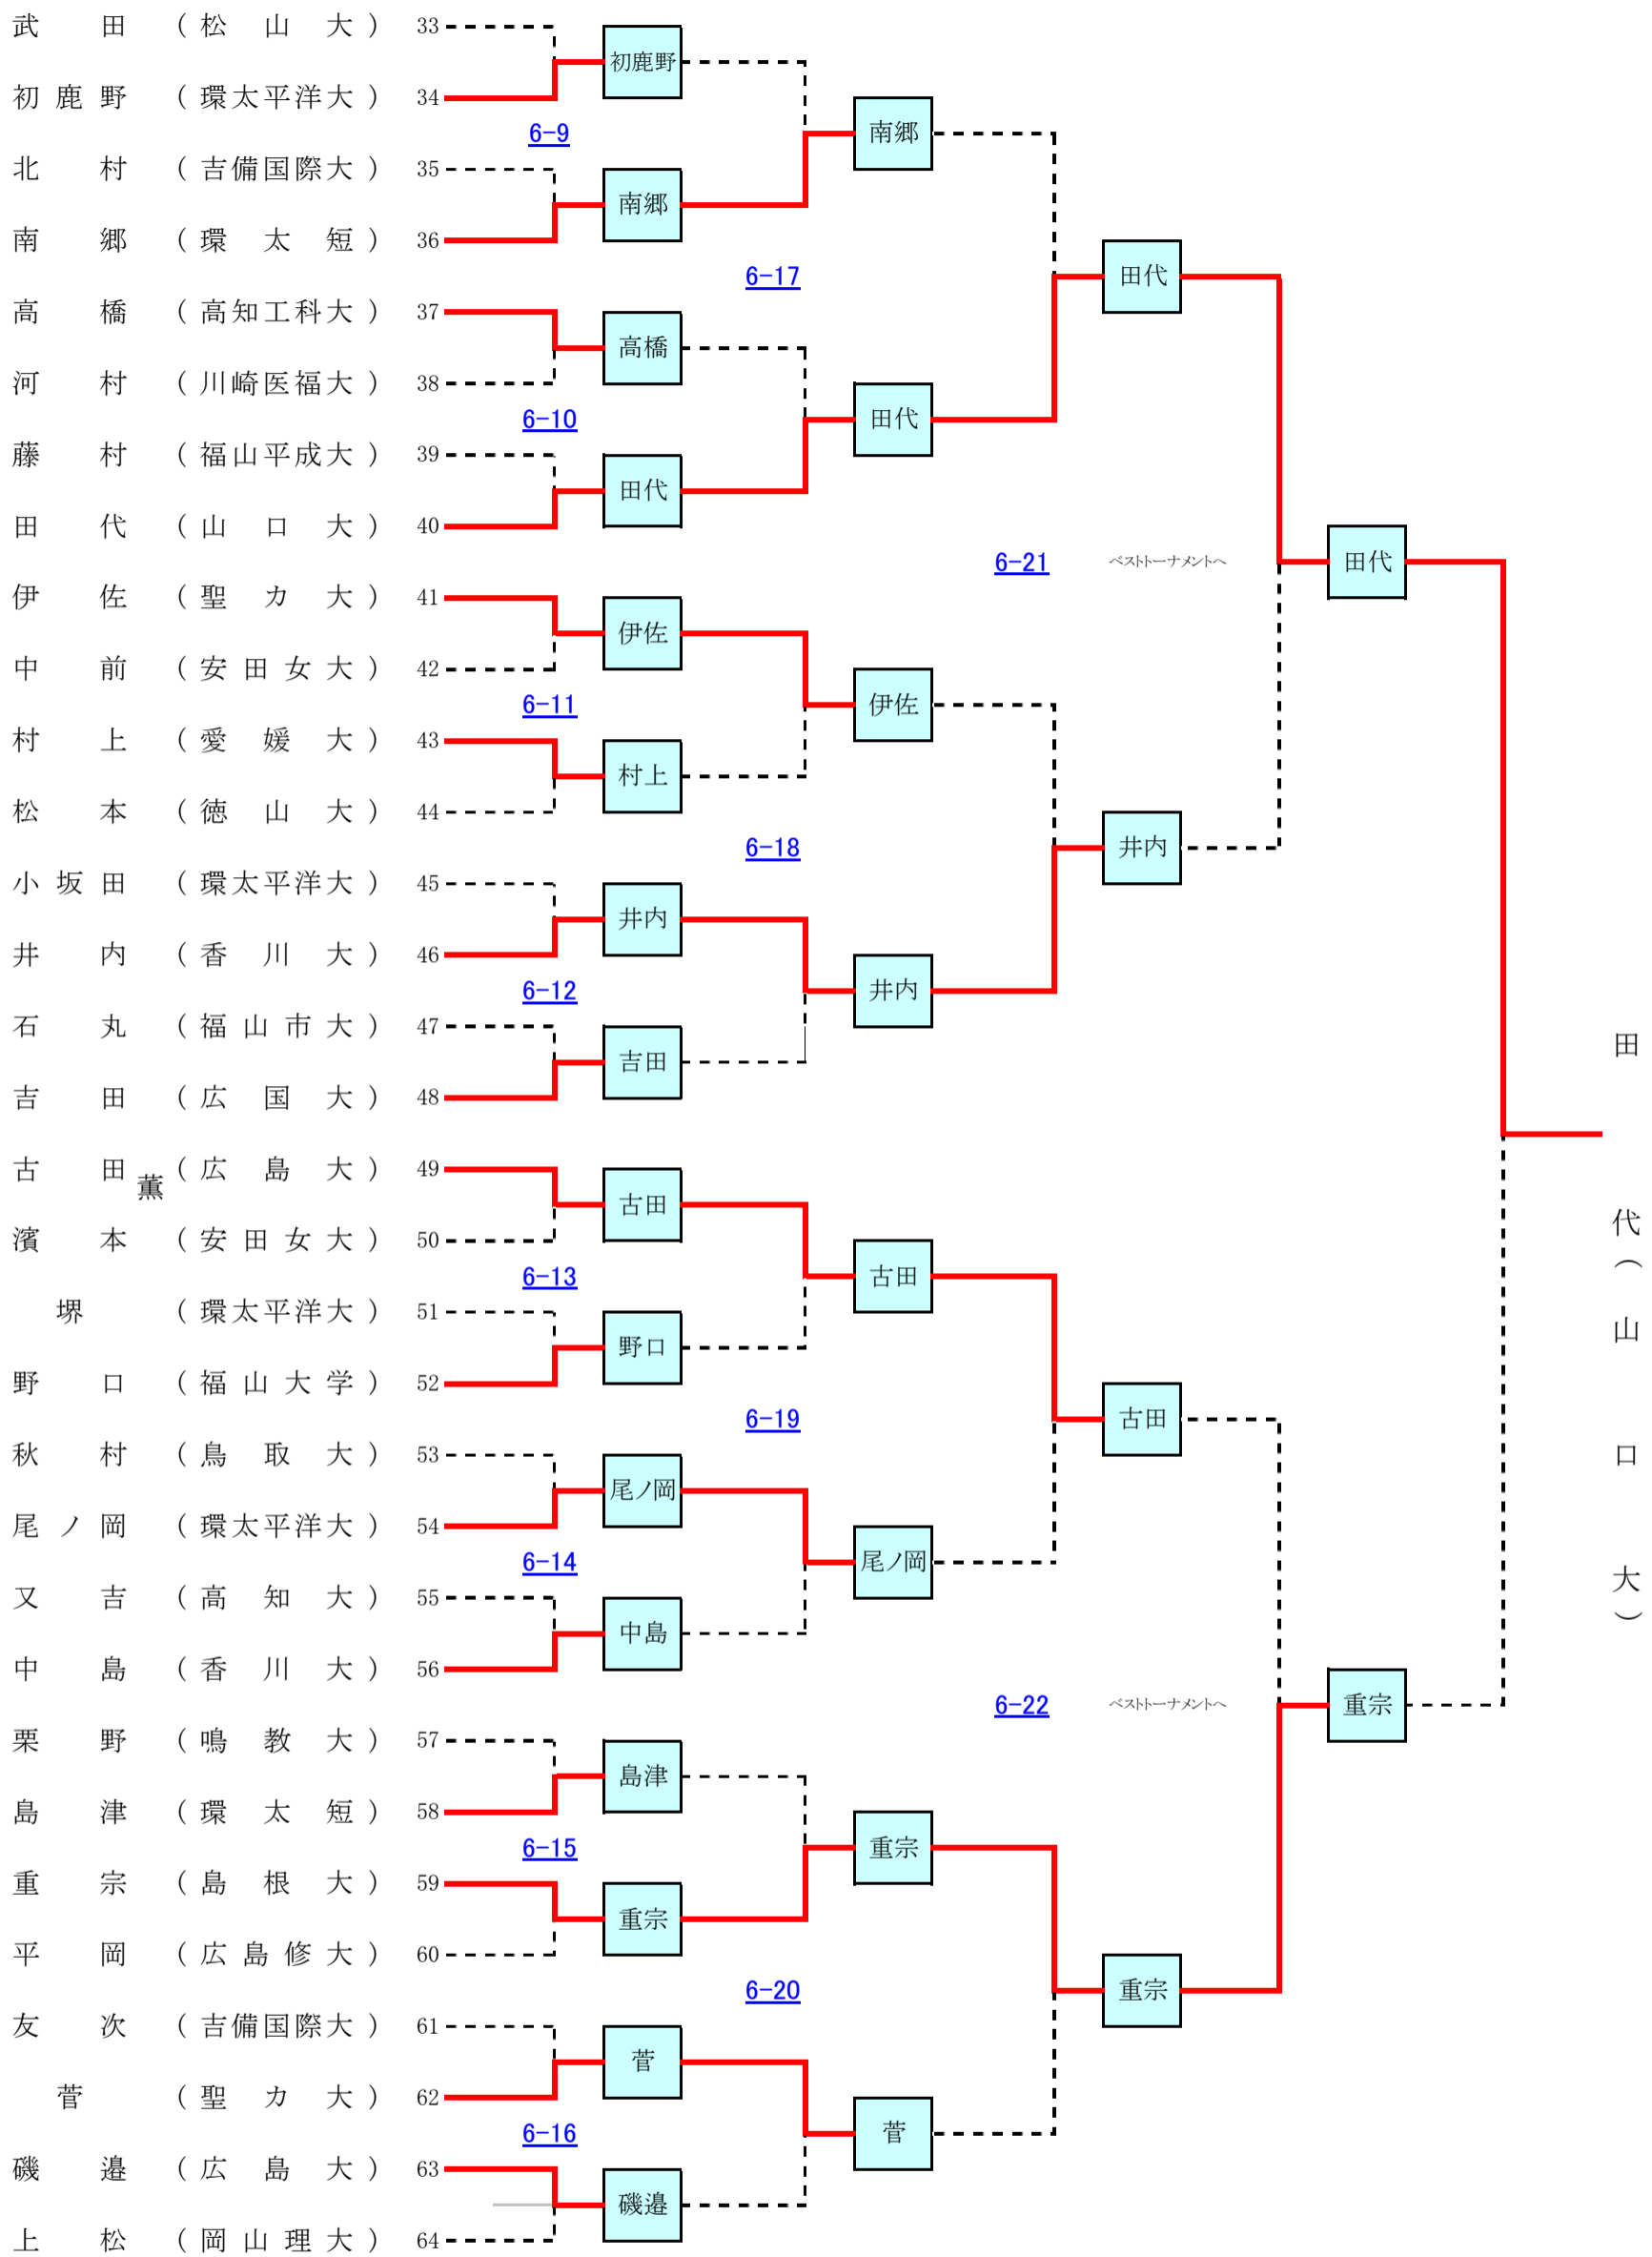 武田（松山大）33
初鹿野
初鹿野（環太平洋大）34
南郷
6-9
北村（吉備国際大）35
南郷
南郷（環太短）36
田代
6-17
高橋（高知工科大）37
高橋
河村（川崎医福大）38
田代
6-10
藤村（福山平成大）39
田代
田代（山口大）40
6-21 ベストトーナメントへ 田代
伊佐（聖カ大）41
伊佐
中前（安田女大）42
伊佐
6-11
村上（愛媛大）43
村上
松本（徳山大）44
井内
6-18
小坂田（環太平洋大）45
井内
井内（香川大）46
井内
6-12
石丸（福山市大）47
吉田
吉田（広国大）48
田代（山口大）
古田薫（広島大）49
古田
濱本（安田女大）50
古田
6-13
堺（環太平洋大）51
野口
野口（福山大学）52
古田
6-19
秋村（鳥取大）53
尾ノ岡
尾ノ岡（環太平洋大）54
尾ノ岡
6-14
又吉（高知大）55
中島
中島（香川大）56
6-22 ベストトーナメントへ 重宗
栗野（鳴教大）57
島津
島津（環太短）58
重宗
6-15
重宗（島根大）59
重宗
平岡（広島修大）60
重宗
6-20
友次（吉備国際大）61
菅
菅（聖カ大）62
菅
6-16
磯邉（広島大）63
磯邉
上松（岡山理大）64